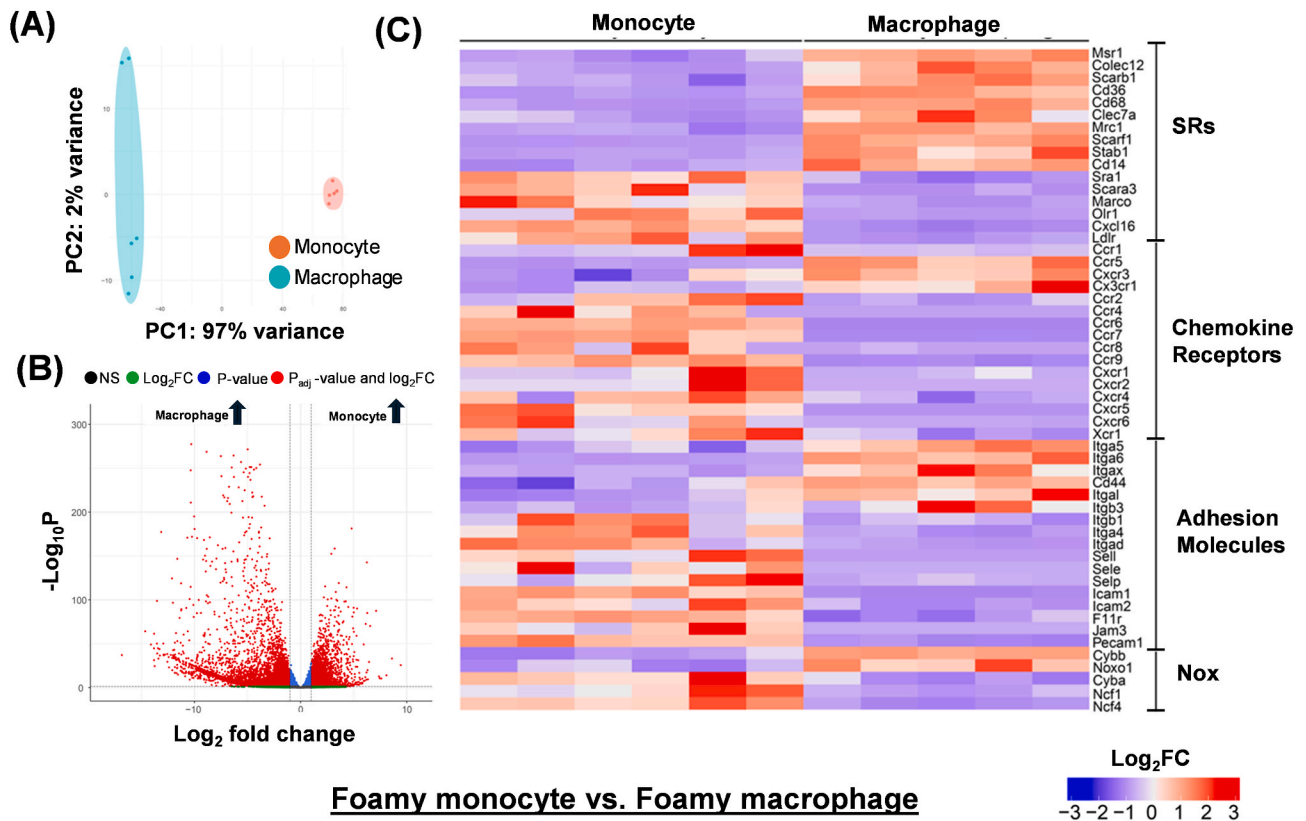 (A)
PC2: 2% variance
10
0
−10
−40
0
40
80
PC1: 97% variance
Monocyte
Macrophage
(B)
NS Log2FC P-value Padj -value and log2FC
Macrophage Monocyte
300
200
100
0
−10
0
10
-Log10P
Log2 fold change
(C)
Monocyte Macrophage
Msr1
Colec12
Scarb1
Cd36
Cd68
Clec7a
Mrc1
Scarf1
Stab1
Cd14
Sra1
Scara3
Marco
Olr1
Cxcl16
Ldlr
Ccr1
Ccr5
Cxcr3
Cx3cr1
Ccr2
Ccr4
Ccr6
Ccr7
Ccr8
Ccr9
Cxcr1
Cxcr2
Cxcr4
Cxcr5
Cxcr6
Xcr1
Itga5
Itga6
Itgax
Cd44
Itgal
Itgb3
Itgb1
Itga4
Itgad
Sell
Sele
Selp
Icam1
Icam2
F11r
Jam3
Pecam1
Cybb
Noxo1
Cyba
Ncf1
Ncf4
SRs
Chemokine
Receptors
Adhesion
Molecules
Nox
Log2FC
−3 −2 −1 0 1 2 3
Foamy monocyte vs. Foamy macrophage